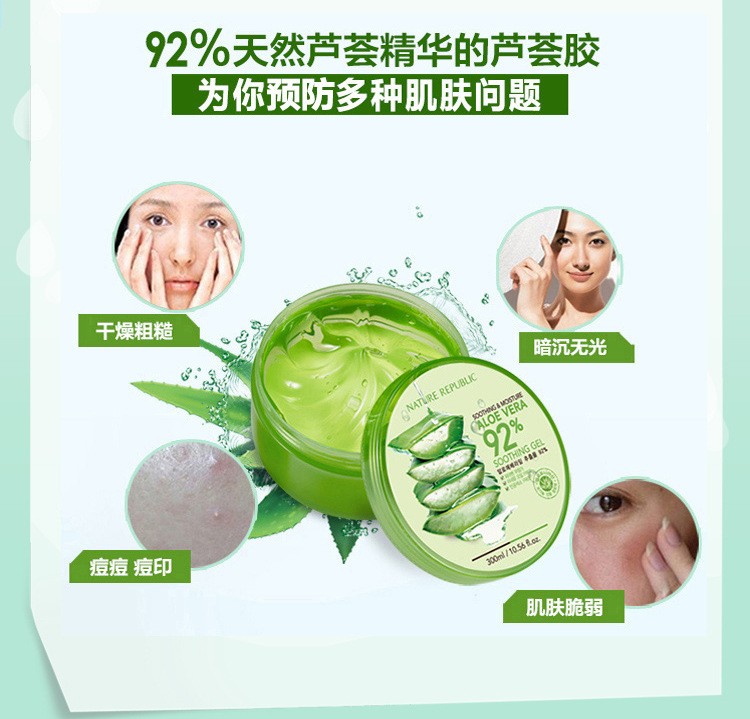 92%天然芦荟精华的芦荟胶
为你预防多种肌肤问题
干燥粗糙
暗沉无光
NATURE REPUBLIC
SOOTHING & MOISTURE
ALOE VERA
92%
SOOTHING GEL
300ml / 10.56 fl.oz.
痘痘 痘印
肌肤脆弱